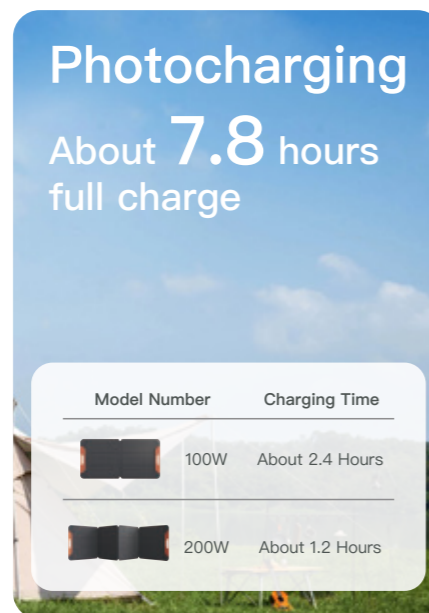 Photocharging
About 7.8 hours
full charge
Model Number Charging Time
100W About 2.4 Hours
200W About 1.2 Hours